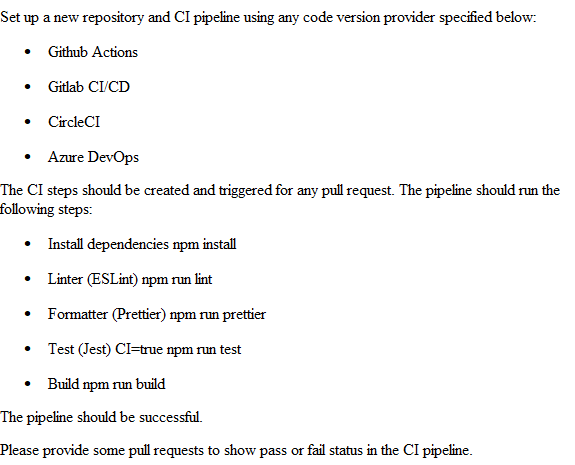 Set up a new repository and CI pipeline using any code version provider specified below:
• Github Actions
• Gitlab CI/CD
• CircleCI
• Azure DevOps
The CI steps should be created and triggered for any pull request. The pipeline should run the
following steps:
• Install dependencies npm install
• Linter (ESLint) npm run lint
• Formatter (Prettier) npm run prettier
• Test (Jest) CI=true npm run test
• Build npm run build
The pipeline should be successful.
Please provide some pull requests to show pass or fail status in the CI pipeline.